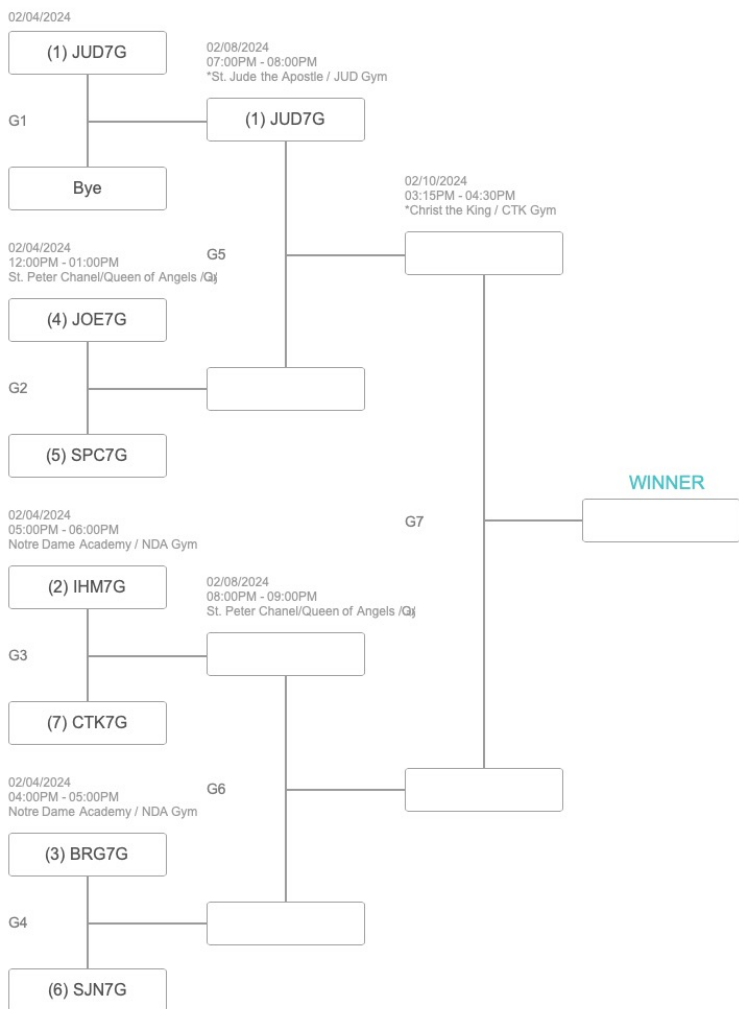 02/04/2024
(1) JUD7G
G1
Bye
02/08/2024
07:00PM - 08:00PM
*St. Jude the Apostle / JUD Gym
(1) JUD7G
02/04/2024
12:00PM - 01:00PM
St. Peter Chanel/Queen of Angels /
(4) JOE7G
G2
(5) SPC7G
G5
02/10/2024
03:15PM - 04:30PM
*Christ the King / CTK Gym
02/04/2024
05:00PM - 06:00PM
Notre Dame Academy / NDA Gym
(2) IHM7G
G3
(7) CTK7G
02/08/2024
08:00PM - 09:00PM
St. Peter Chanel/Queen of Angels /
02/04/2024
04:00PM - 05:00PM
Notre Dame Academy / NDA Gym
(3) BRG7G
G4
(6) SJN7G
G6
G7
WINNER